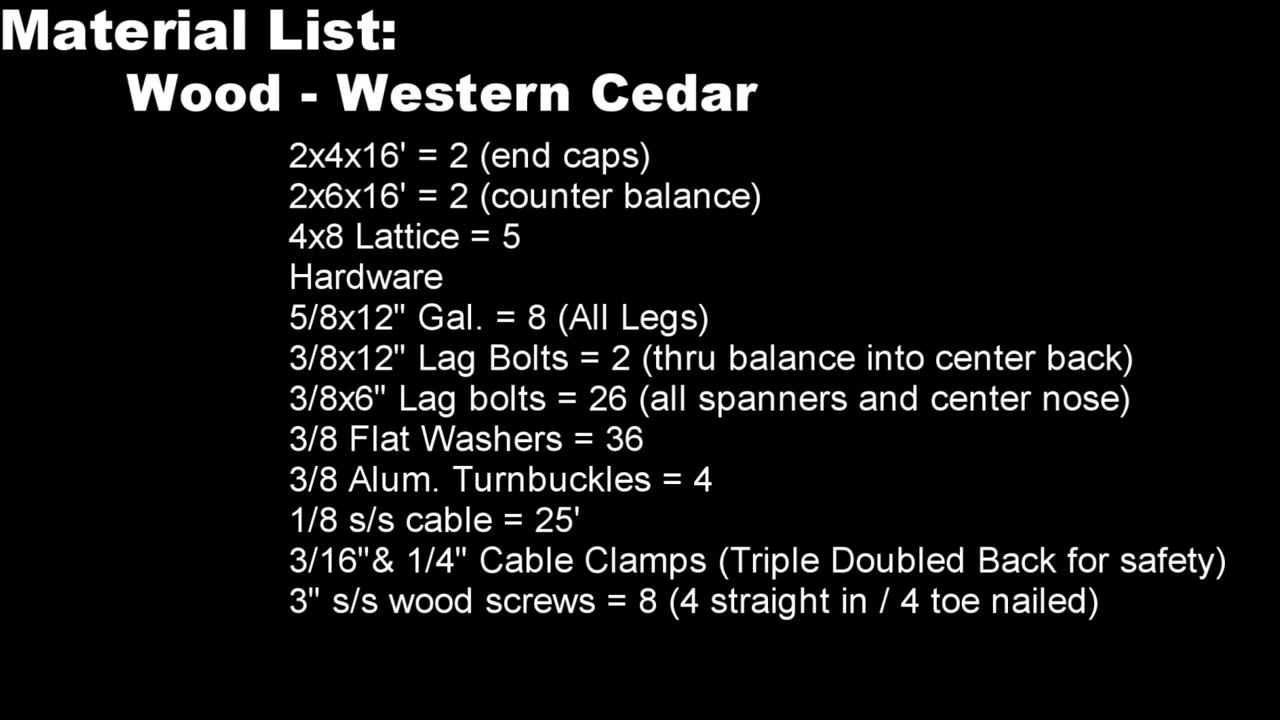 Material List:
Wood - Western Cedar
2x4x16' = 2 (end caps)
2x6x16' = 2 (counter balance)
4x8 Lattice = 5
Hardware
5/8x12" Gal. = 8 (All Legs)
3/8x12" Lag Bolts = 2 (thru balance into center back)
3/8x6" Lag bolts = 26 (all spanners and center nose)
3/8 Flat Washers = 36
3/8 Alum. Turnbuckles = 4
1/8 s/s cable = 25'
3/16"& 1/4" Cable Clamps (Triple Doubled Back for safety)
3" s/s wood screws = 8 (4 straight in / 4 toe nailed)